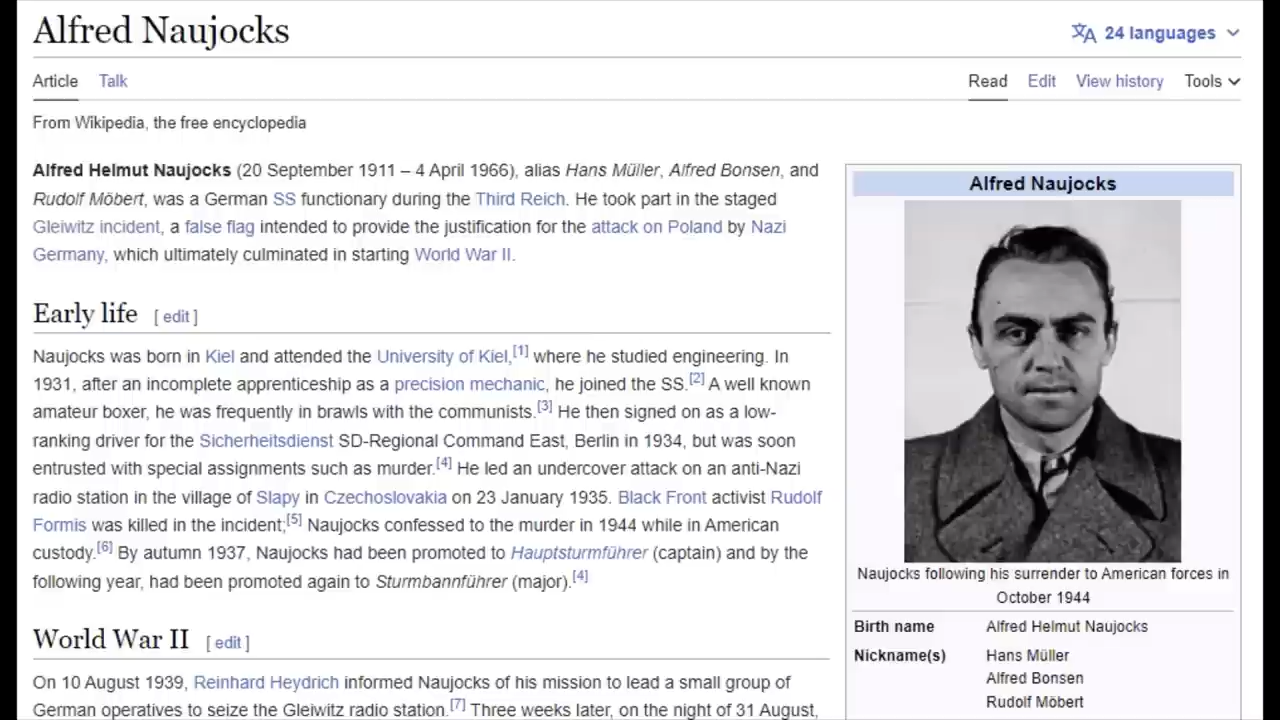 Alfred Naujocks
24 languages
Article Talk
Read Edit View history Tools
From Wikipedia, the free encyclopedia
Alfred Helmut Naujocks (20 September 1911 – 4 April 1966), alias Hans Müller, Alfred Bonsen, and
Rudolf Möbert, was a German SS functionary during the Third Reich. He took part in the staged
Gleiwitz incident, a false flag intended to provide the justification for the attack on Poland by Nazi
Germany, which ultimately culminated in starting World War II.
Early life [ edit ]
Naujocks was born in Kiel and attended the University of Kiel,[1] where he studied engineering. In
1931, after an incomplete apprenticeship as a precision mechanic, he joined the SS.[2] A well known
amateur boxer, he was frequently in brawls with the communists.[3] He then signed on as a low-
ranking driver for the Sicherheitsdienst SD-Regional Command East, Berlin in 1934, but was soon
entrusted with special assignments such as murder.[4] He led an undercover attack on an anti-Nazi
radio station in the village of Slapy in Czechoslovakia on 23 January 1935. Black Front activist Rudolf
Formis was killed in the incident;[5] Naujocks confessed to the murder in 1944 while in American
custody.[6] By autumn 1937, Naujocks had been promoted to Hauptsturmführer (captain) and by the
following year, had been promoted again to Sturmbannführer (major).[4]
World War II [ edit ]
On 10 August 1939, Reinhard Heydrich informed Naujocks of his mission to lead a small group of
German operatives to seize the Gleiwitz radio station.[7] Three weeks later, on the night of 31 August,
Alfred Naujocks
Naujocks following his surrender to American forces in
October 1944
Birth name Alfred Helmut Naujocks
Nickname(s) Hans Müller
Alfred Bonsen
Rudolf Möbert